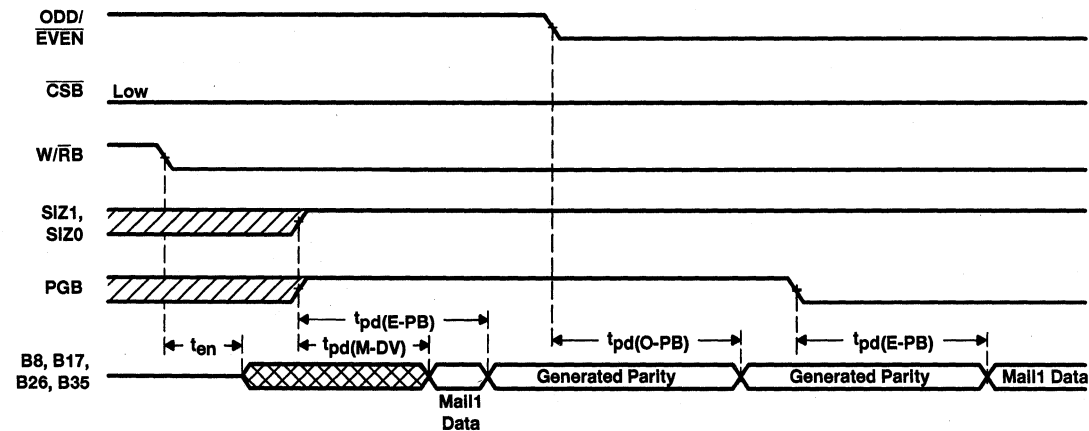 ODD/
EVEN
CSB
Low
W/RB
SIZ1,
SIZ0
PGB
tpd(E-PB)
ten
tpd(M-DV)
tpd(O-PB)
tpd(E-PB)
B8, B17,
B26, B35
Generated Parity
Generated Parity
Mail1 Data
Mail1
Data